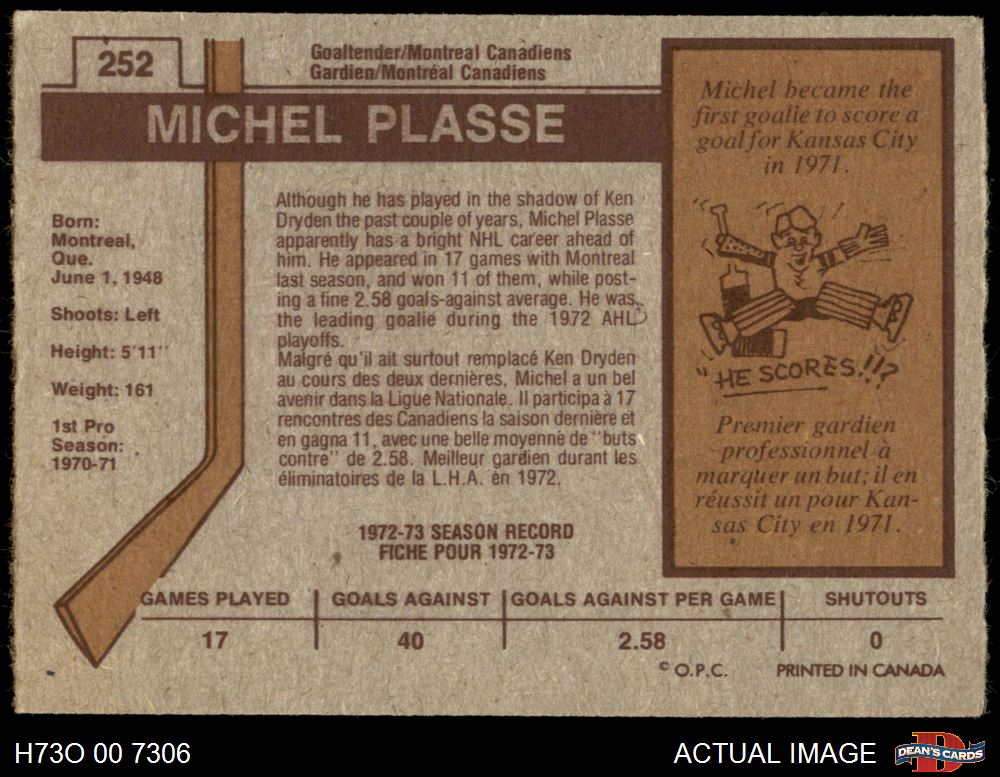 252
Goaltender/Montreal Canadiens
Gardien/Montréal Canadiens
MICHEL PLASSE
Born:
Montreal,
Que.
June 1, 1948
Shoots: Left
Height: 5'11''
Weight: 161
1st Pro
Season:
1970-71
Although he has played in the shadow of Ken
Dryden the past couple of years, Michel Plasse
apparently has a bright NHL career ahead of
him. He appeared in 17 games with Montreal
last season, and won 11 of them, while post-
ing a fine 2.58 goals-against average. He was
the leading goalie during the 1972 AHL
playoffs.
Malgré qu'il ait surtout remplacé Ken Dryden
au cours des deux dernières, Michel a un bel
avenir dans la Ligue Nationale. Il participa à 17
rencontres des Canadiens la saison dernière et
en gagna 11, avec une belle moyenne de "buts
contre" de 2.58. Meilleur gardien durant les
éliminatoires de la L.H.A. en 1972.
Michel became the
first goalie to score a
goal for Kansas City
in 1971.
"HE SCORES!!?
Premier gardien
professionnel à
marquer un but; il en
réussit un pour Kan-
sas City en 1971.
1972-73 SEASON RECORD
FICHE POUR 1972-73
GAMES PLAYED GOALS AGAINST GOALS AGAINST PER GAME SHUTOUTS
17 40 2.58 0
© O.P.C. PRINTED IN CANADA
H73O 00 7306 ACTUAL IMAGE DEAN'S CARDS